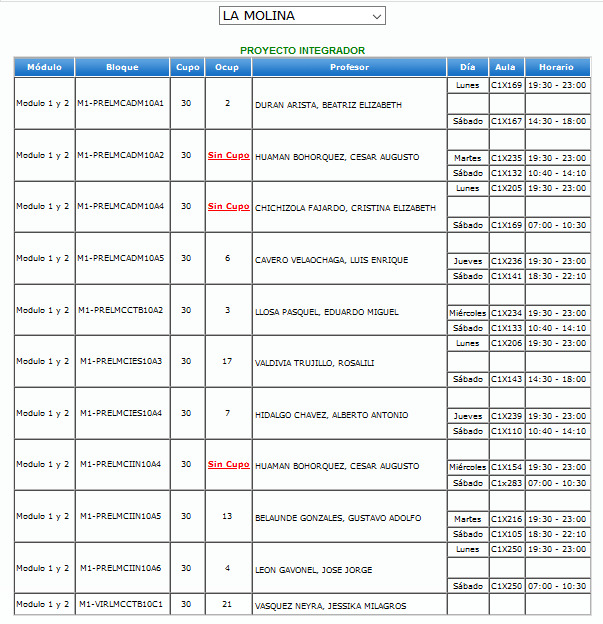 LA MOLINA
PROYECTO INTEGRADOR
Módulo Bloque Cupo Ocup Profesor Día Aula Horario
Modulo 1 y 2 M1-PRELMCADM10A1 30 2 DURAN ARISTA, BEATRIZ ELIZABETH
Lunes C1X169 19:30 - 23:00
Sábado C1X167 14:30 - 18:00
Modulo 1 y 2 M1-PRELMCADM10A2 30 Sin Cupo HUAMAN BOHORQUEZ, CESAR AUGUSTO
Martes C1X235 19:30 - 23:00
Sábado C1X132 10:40 - 14:10
Modulo 1 y 2 M1-PRELMCADM10A4 30 Sin Cupo CHICHIZOLA FAJARDO, CRISTINA ELIZABETH
Lunes C1X205 19:30 - 23:00
Sábado C1X169 07:00 - 10:30
Modulo 1 y 2 M1-PRELMCADM10A5 30 6 CAVERO VELAOCHAGA, LUIS ENRIQUE
Jueves C1X236 19:30 - 23:00
Sábado C1X141 18:30 - 22:10
Modulo 1 y 2 M1-PRELMCCTB10A2 30 3 LLOSA PASQUEL, EDUARDO MIGUEL
Miércoles C1X234 19:30 - 23:00
Sábado C1X133 10:40 - 14:10
Modulo 1 y 2 M1-PRELMCIES10A3 30 17 VALDIVIA TRUJILLO, ROSALILI
Lunes C1X206 19:30 - 23:00
Sábado C1X143 14:30 - 18:00
Modulo 1 y 2 M1-PRELMCIES10A4 30 7 HIDALGO CHAVEZ, ALBERTO ANTONIO
Jueves C1X239 19:30 - 23:00
Sábado C1X110 10:40 - 14:10
Modulo 1 y 2 M1-PRELMCIIN10A4 30 Sin Cupo HUAMAN BOHORQUEZ, CESAR AUGUSTO
Miércoles C1X154 19:30 - 23:00
Sábado C1x283 07:00 - 10:30
Modulo 1 y 2 M1-PRELMCIIN10A5 30 13 BELAUNDE GONZALES, GUSTAVO ADOLFO
Martes C1X216 19:30 - 23:00
Sábado C1X105 18:30 - 22:10
Modulo 1 y 2 M1-PRELMCIIN10A6 30 4 LEON GAVONEL, JOSE JORGE
Lunes C1X250 19:30 - 23:00
Sábado C1X250 07:00 - 10:30
Modulo 1 y 2 M1-VIRLMCCTB10C1 30 21 VASQUEZ NEYRA, JESSIKA MILAGROS